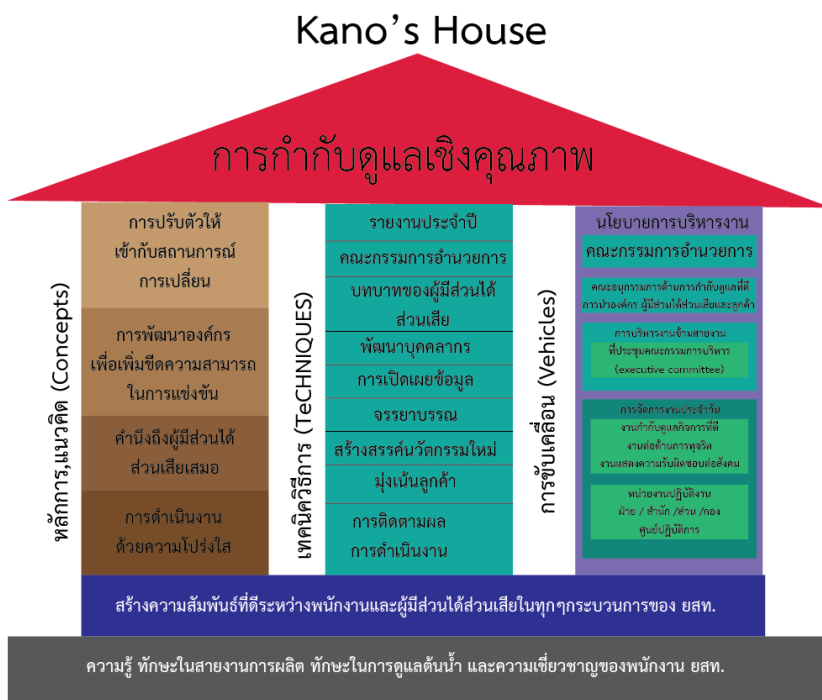 Kano's House
การกำกับดูแลเชิงคุณภาพ
หลักการ,แนวคิด (Concepts)
การปรับตัวให้
เข้ากับสถานการณ์
การเปลี่ยน
การพัฒนาองค์กร
เพื่อเพิ่มขีดความสามารถ
ในการแข่งขัน
คำนึงถึงผู้มีส่วนได้
ส่วนเสียเสมอ
การดำเนินงาน
ด้วยความโปร่งใส
เทคนิควิธีการ (TeCHNIQUES)
รายงานประจำปี
คณะกรรมการอำนวยการ
บทบาทของผู้มีส่วนได้
ส่วนเสีย
พัฒนาบุคคลากร
การเปิดเผยข้อมูล
จรรยาบรรณ
สร้างสรรค์นวัตกรรมใหม่
มุ่งเน้นลูกค้า
การติดตามผล
การดำเนินงาน
การขับเคลื่อน (Vehicles)
นโยบายการบริหารงาน
คณะกรรมการอำนวยการ
คณะอนุกรรมการด้านการกำกับดูแลที่ดี
การนำองค์กร ผู้มีส่วนได้ส่วนเสียและลูกค้า
การบริหารงานข้ามสายงาน
ที่ประชุมคณะกรรมการบริหาร
(executive committee)
การจัดการงานประจำวัน
งานกำกับดูแลกิจการที่ดี
งานต่อต้านการทุจริต
งานแสดงความรับผิดชอบต่อสังคม
หน่วยงานปฏิบัติงาน
ฝ่าย / สำนัก /ส่วน /กอง
ศูนย์ปฏิบัติการ
สร้างความสัมพันธ์ที่ดีระหว่างพนักงานและผู้มีส่วนได้ส่วนเสียในทุกๆกระบวนการของ ยสท.
ความรู้ ทักษะในสายงานการผลิต ทักษะในการดูแลต้นน้ำ และความเชี่ยวชาญของพนักงาน ยสท.